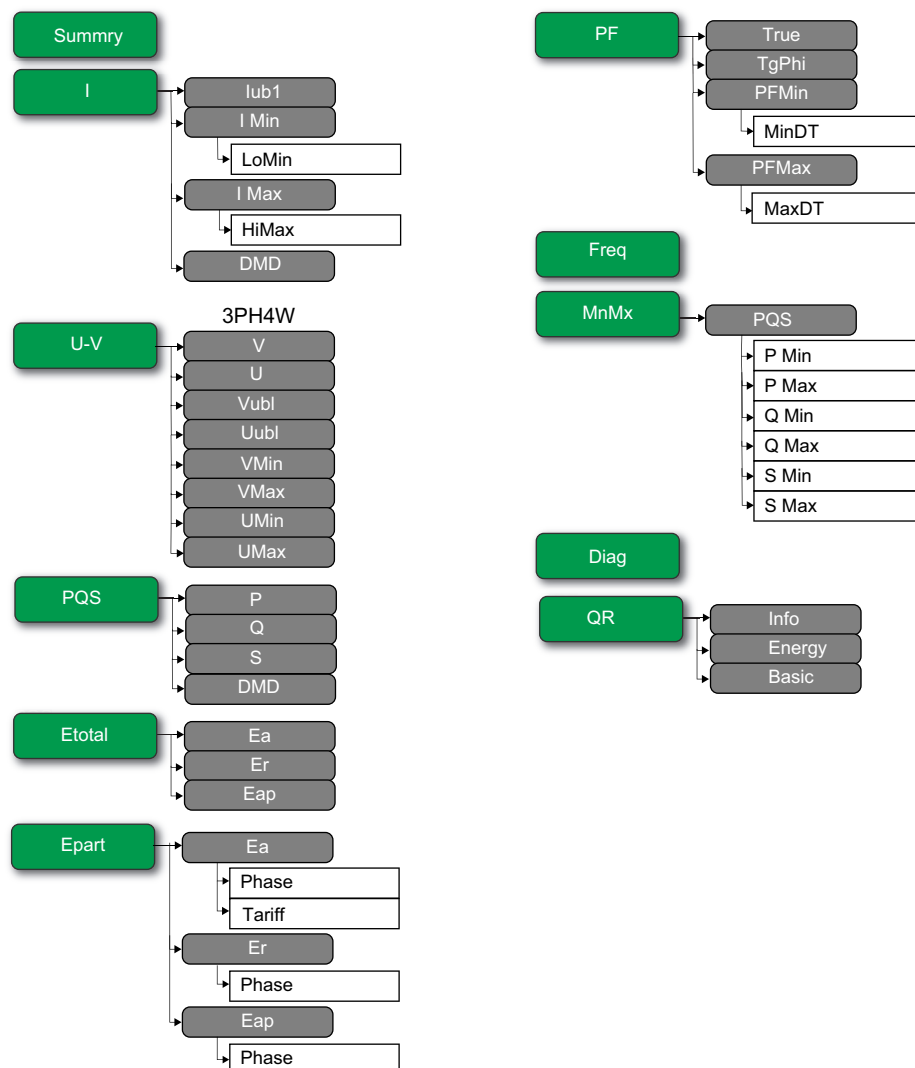 Summry
I
Iub1
I Min
LoMin
I Max
HiMax
DMD
3PH4W
U-V
V
U
Vubl
Uubl
VMin
VMax
UMin
UMax
PQS
P
Q
S
DMD
Etotal
Ea
Er
Eap
Epart
Ea
Phase
Tariff
Er
Phase
Eap
Phase
PF
True
TgPhi
PFMin
MinDT
PFMax
MaxDT
Freq
MnMx
PQS
P Min
P Max
Q Min
Q Max
S Min
S Max
Diag
QR
Info
Energy
Basic